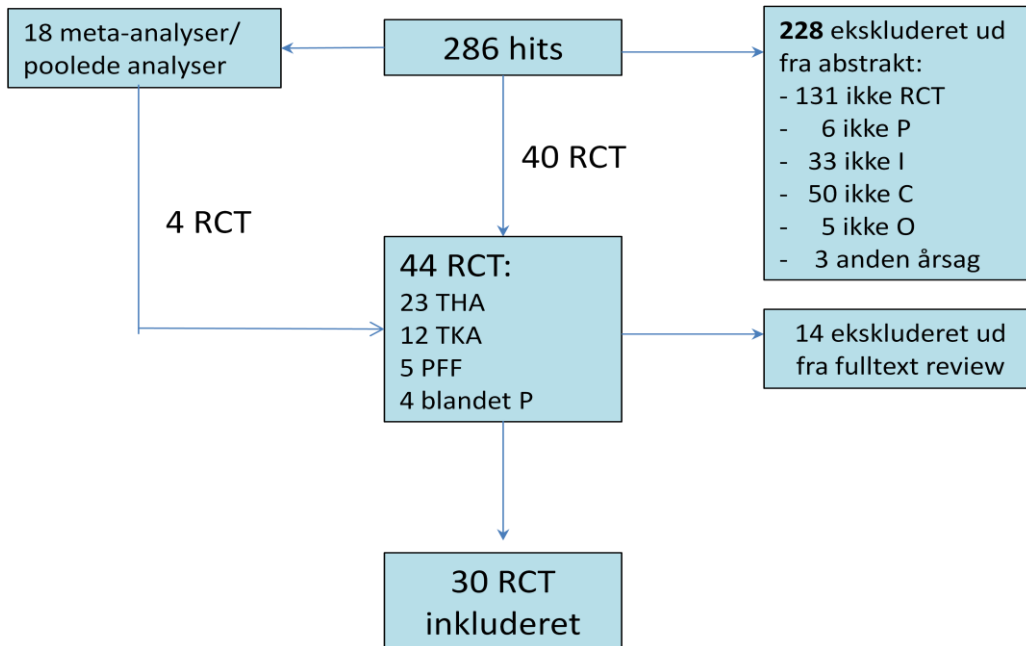 18 meta-analyser/
poolede analyser
286 hits
228 ekskluderet ud
fra abstrakt:
- 131 ikke RCT
- 6 ikke P
- 33 ikke I
- 50 ikke C
- 5 ikke O
- 3 anden årsag
40 RCT
4 RCT
44 RCT:
23 THA
12 TKA
5 PFF
4 blandet P
14 ekskluderet ud
fra fulltext review
30 RCT
inkluderet